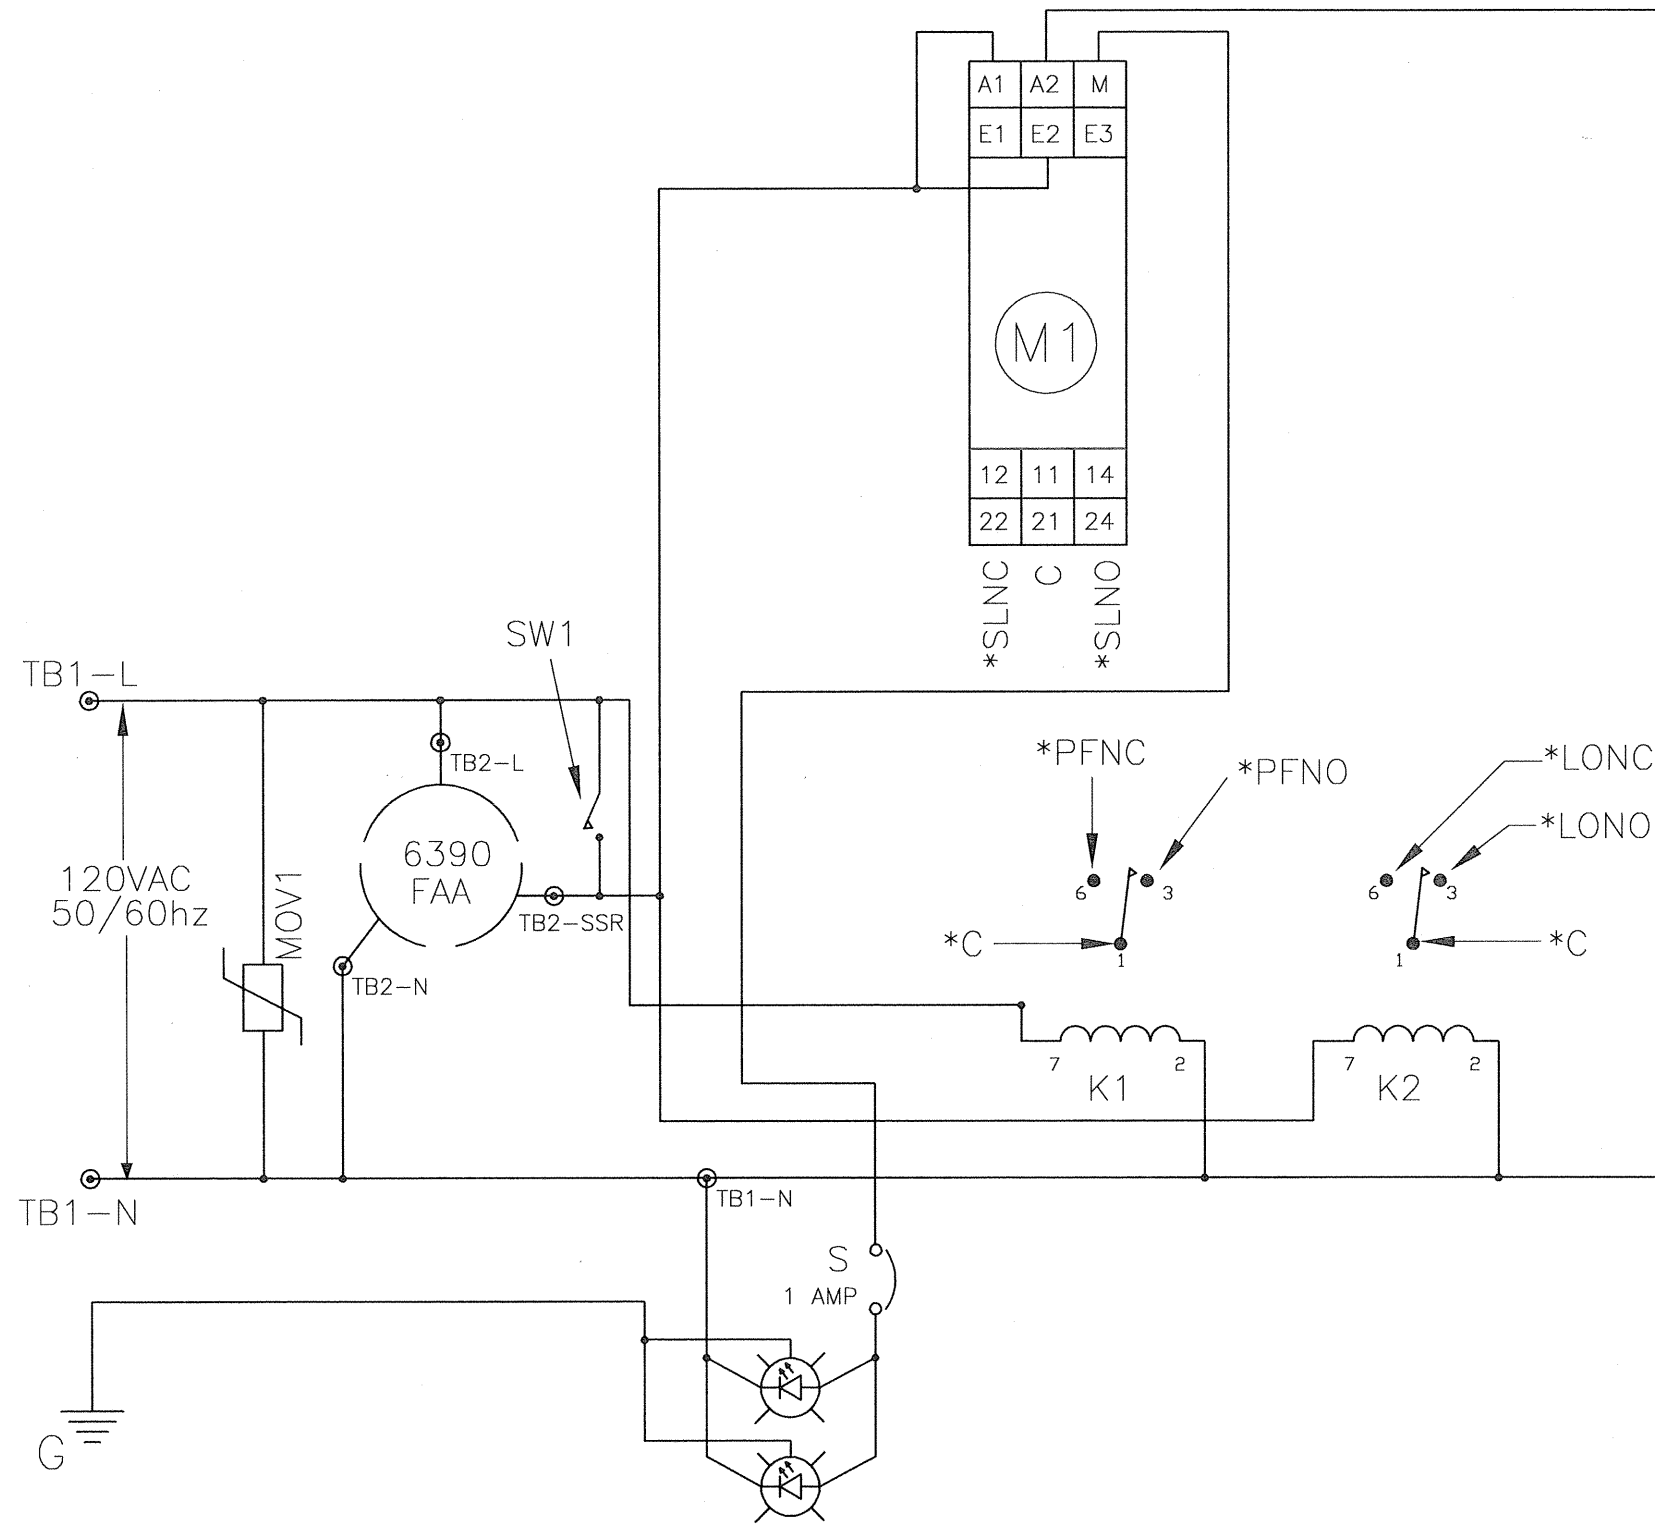 A1 A2 M
E1 E2 E3
M1
12 11 14
22 21 24
*SLNC
C
*SLNO
SW1
TB1-L
TB2-L
6390
FAA
TB2-SSR
TB2-N
120VAC
50/60hz
MOV1
*PFNC
*PFNO
6
3
*C
1
*LONC
*LONO
6
3
*C
1
7 2
K1
7 2
K2
TB1-N
TB1-N
S
1 AMP
G